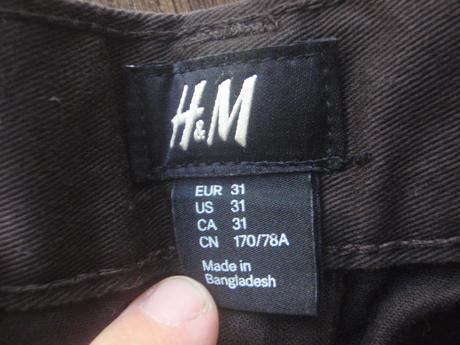 H&M
EUR 31
US 31
CA 31
CN 170/78A
Made in
Bangladesh